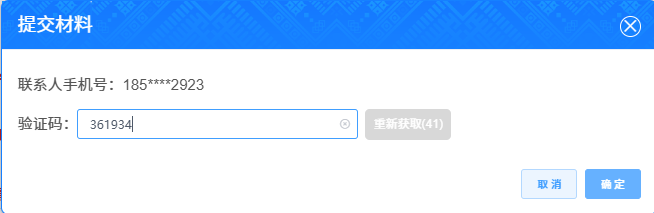 提交材料
联系人手机号：185****2923
验证码： 361934 重新获取(41)
取 消 确 定